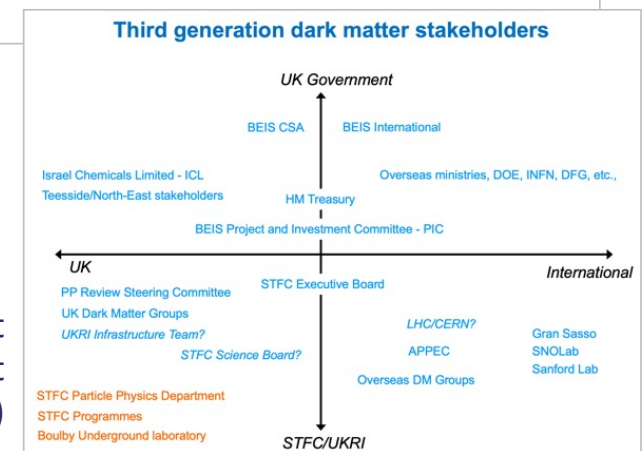 Third generation dark matter stakeholders
UK Government
BEIS CSA
BEIS International
Israel Chemicals Limited - ICL
Overseas ministries, DOE, INFN, DFG, etc.,
Teesside/North-East stakeholders
HM Treasury
BEIS Project and Investment Committee - PIC
UK
International
STFC Executive Board
PP Review Steering Committee
UK Dark Matter Groups
UKRI Infrastructure Team?
STFC Science Board?
LHC/CERN?
APPEC
Overseas DM Groups
Gran Sasso
SNOLab
Sanford Lab
STFC Particle Physics Department
STFC Programmes
Boulby Underground laboratory
STFC/UKRI